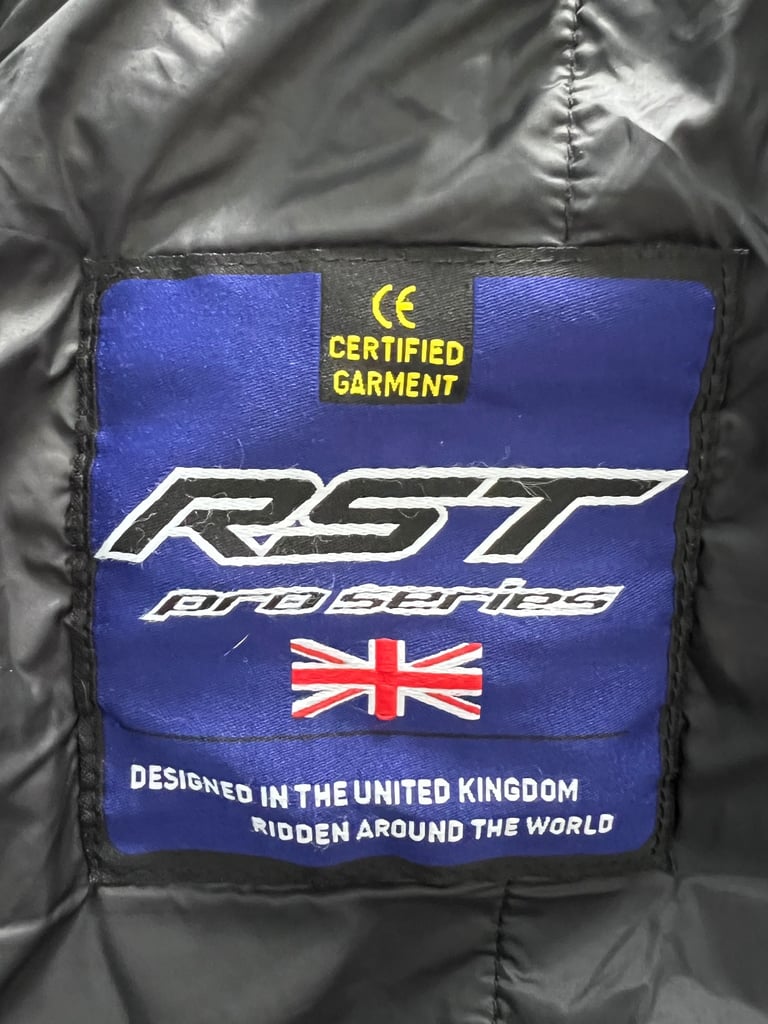 CE
CERTIFIED
GARMENT
RST
pro series
DESIGNED IN THE UNITED KINGDOM
RIDDEN AROUND THE WORLD